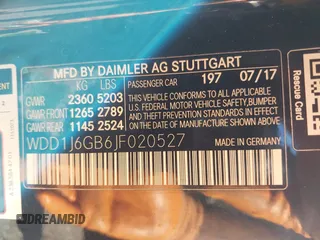 MFD BY DAIMLER AG STUTTGART
KG LBS PASSENGER CAR 197 07/17
GVWR 2360 5203
GAWR FRONT 1265 2789
GAWR REAR 1145 2524
THIS VEHICLE CONFORMS TO ALL APPLICABLE
U.S. FEDERAL MOTOR VEHICLE SAFETY, BUMPER
AND THEFT PREVENTION STANDARDS IN EFFECT
ON THE DATE OF MANUFACTURE SHOWN ABOVE.
WDD1J6GB6JF020527
MADE IN GERMANY
Rescue Card
DREAMBID